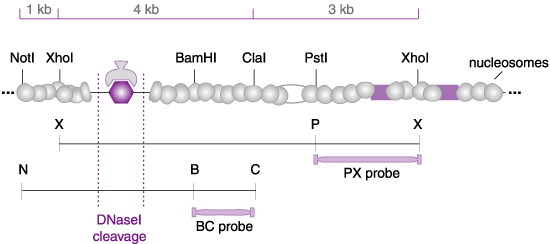 1 kb 4 kb 3 kb
NotI XhoI BamHI ClaI PstI XhoI
nucleosomes
... ...
X P X
PX probe
N B C
BC probe
DNaseI
cleavage